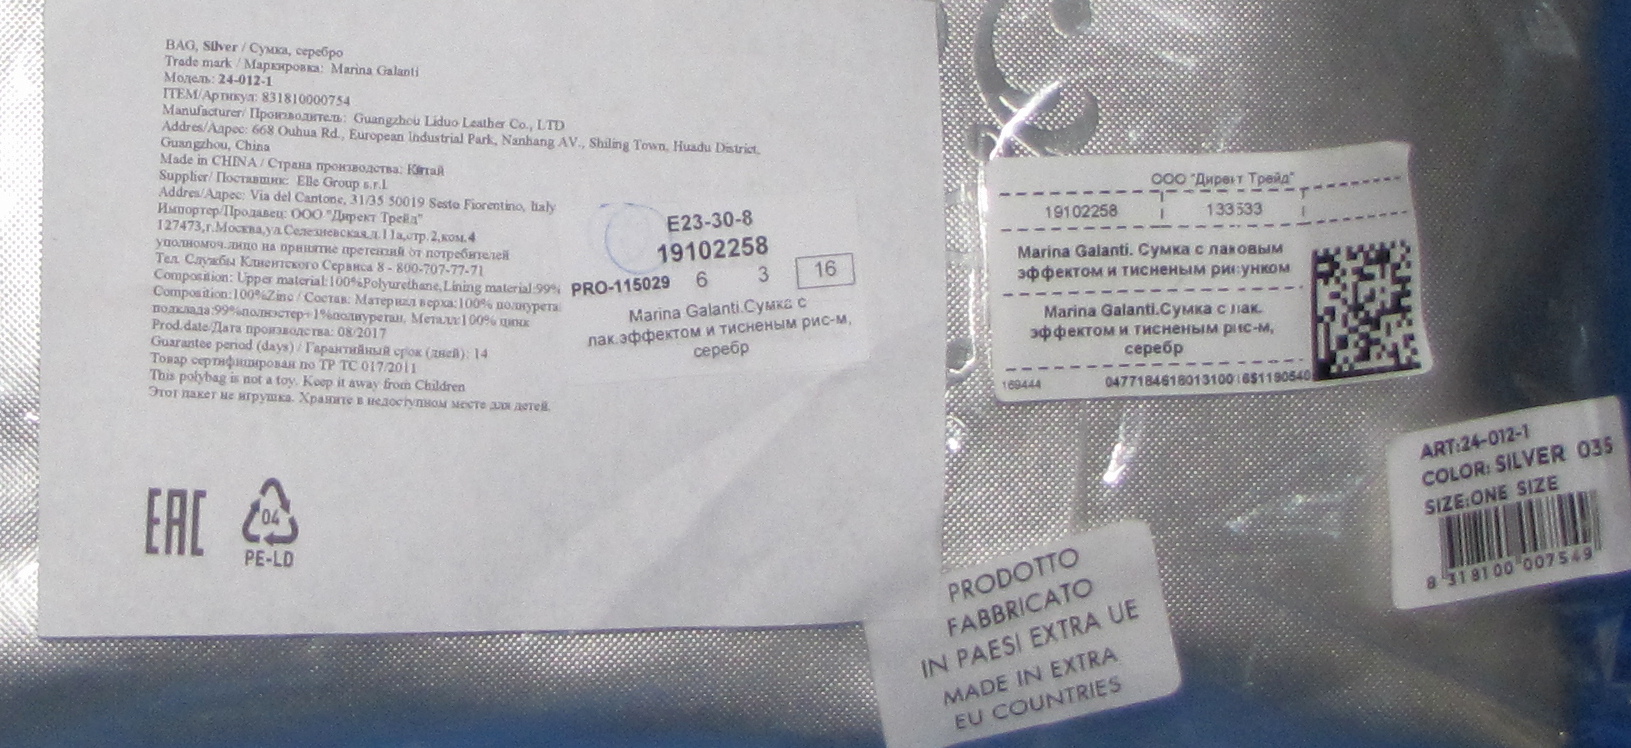 BAG, Silver / Сумка, серебро
Trade mark / Маркировка: Marina Galanti
Модель: 24-012-1
ITEM/Артикул: 831810000754
Manufacturer/ Производитель: Guangzhou Liduo Leather Co., LTD
Addres/Адрес: 668 Ouhua Rd., European Industrial Park, Nanhang AV., Shiling Town, Huadu District,
Guangzhou, China
Made in CHINA / Страна производства: Китай
Supplier/ Поставщик: Elle Group s.r.l.
Addres/Адрес: Via del Cantone, 31/35 50019 Sesto Fiorentino, Italy
Импортер/Продавец: ООО "Директ Трейд"
127473,г.Москва,ул.Селезневская,д.11а,стр.2,ком.4
уполномоч.лицо на принятие претензий от потребителей
Тел. Службы Клиентского Сервиса 8 - 800-707-77-71
Composition: Upper material:100%Polyurethane,Lining material:99%
Composition:100%Zinc / Состав: Материал верха:100% полиурета
подклада:99%полиэстер+1%полиуретан, Металл:100% цинк
Prod.date/Дата производства: 08/2017
Guarantee period (days) / Гарантийный срок (дней): 14
Товар сертифицирован по ТР ТС 017/2011
This polybag is not a toy. Keep it away from Children
Этот пакет не игрушка. Храните в недоступном месте для детей.
E23-30-8
19102258
PRO-115029 6 3 16
Marina Galanti.Сумка с
лак.эффектом и тисненым рис-м,
серебр
EAC
04
PE-LD
ООО "Директ Трейд"
19102258 133533
Marina Galanti. Сумка с лаковым
эффектом и тисненым рисунком
Marina Galanti.Сумка с лак.
эффектом и тисненым рис-м,
серебр
169444
ART:24-012-1
COLOR: SILVER 035
SIZE:ONE SIZE
8 318100 007549
PRODOTTO
FABBRICATO
IN PAESI EXTRA UE
MADE IN EXTRA
EU COUNTRIES